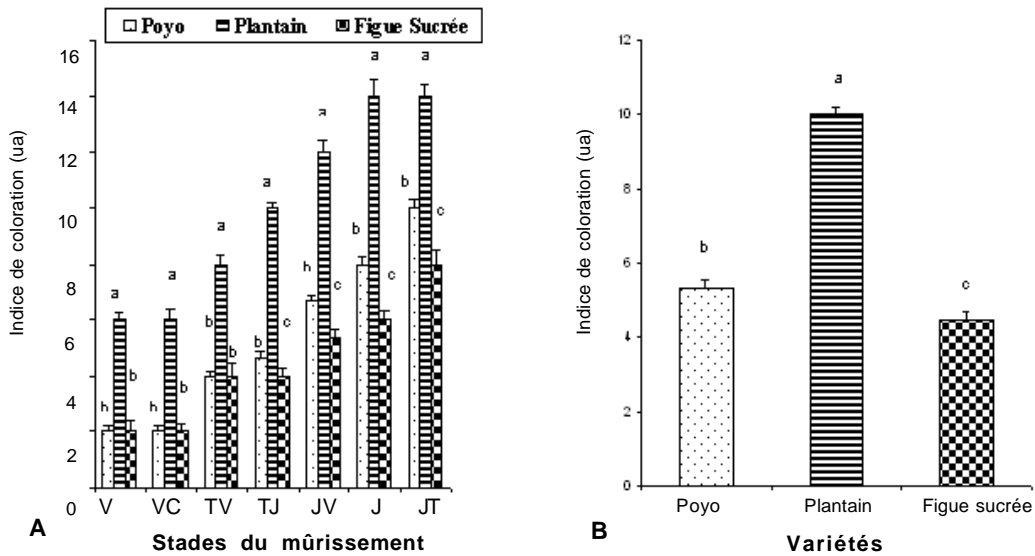 Poyo Plantain Figue Sucrée
Indice de coloration (ua)
16
14
12
10
8
6
4
2
0
a
a
a
a
a
a
a
h
b
h
b
b
b
b
c
h
c
b
c
b
c
V VC TV TJ JV J JT
A
Stades du mûrissement
Indice de coloration (ua)
12
10
8
6
4
2
0
b
a
c
Poyo Plantain Figue sucrée
B
Variétés